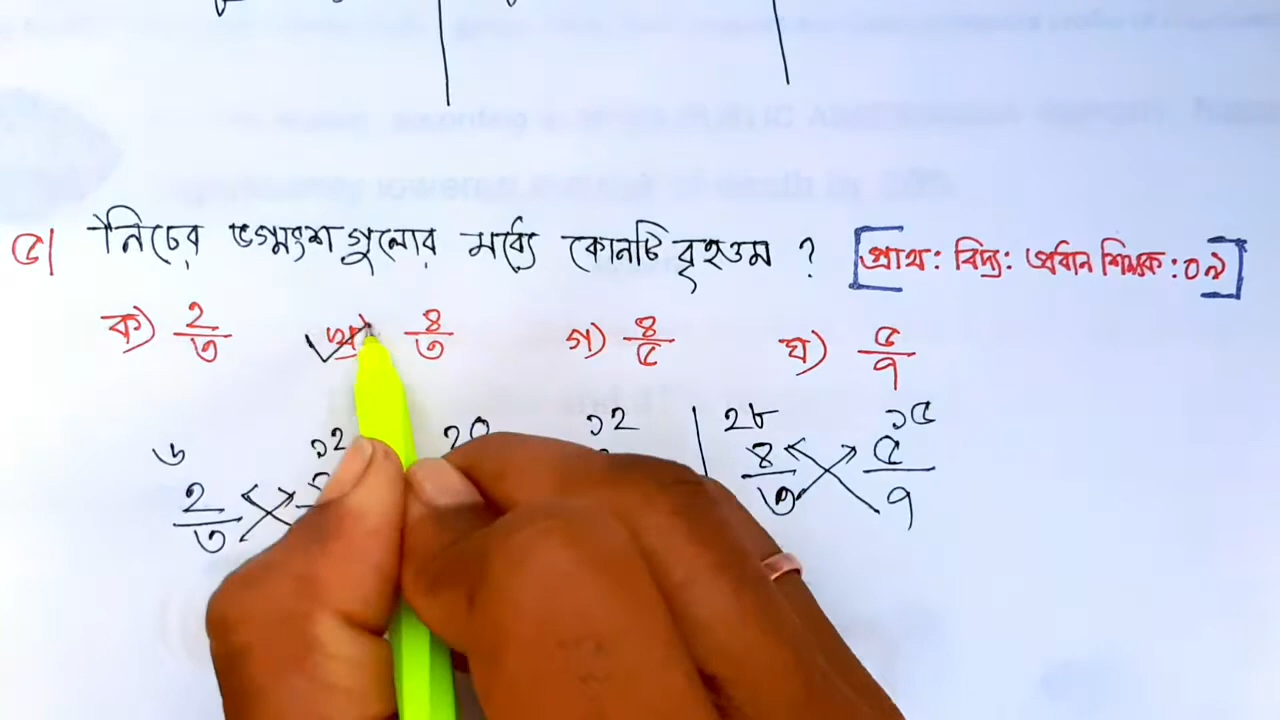 ৫| নিচের ভগ্মাংশগুলোর মধ্যে কোনটি বৃহত্তম ? [প্রাথ: বিদ্য: প্রধান শিক্ষক : ০৯]
ক) ২/৩ খ) ৪/৩ গ) ৪/৫ ঘ) ৫/৭
৬ ১২ ২০ ১২ ২৮ ১৫
২/৩ ৪/৩ ৫/৭